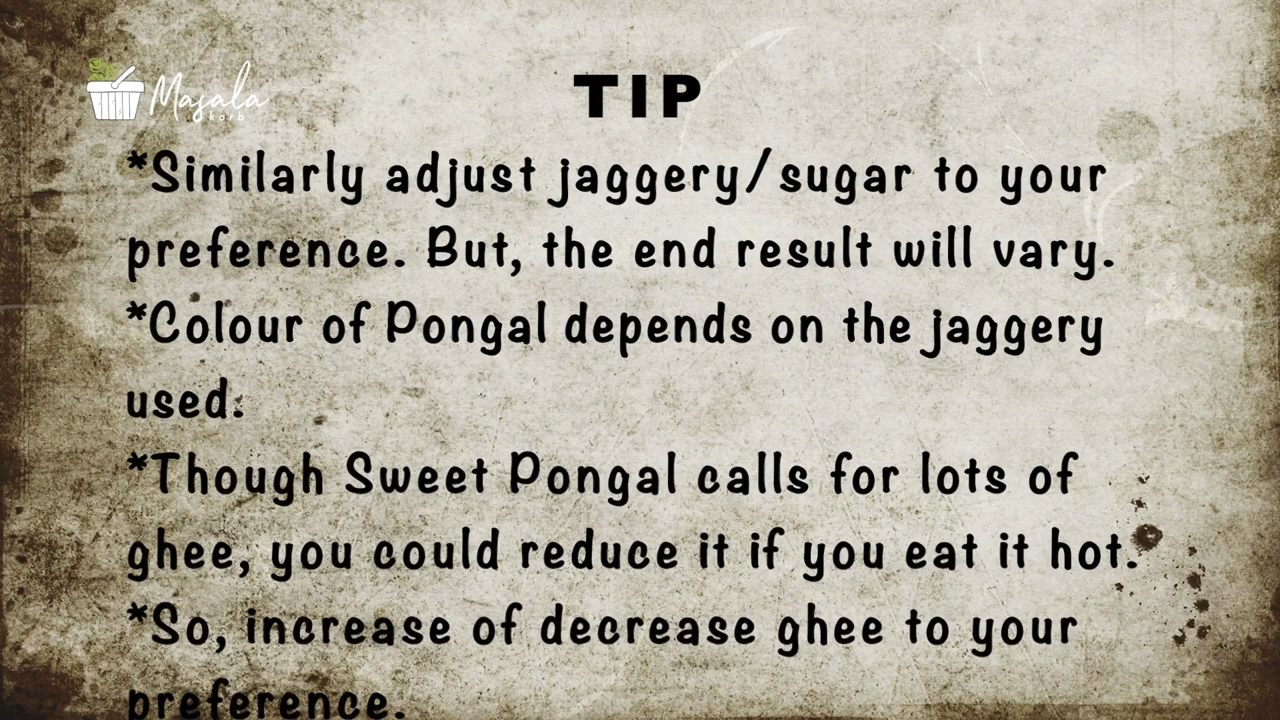 Masala
korb
TIP
*Similarly adjust jaggery/sugar to your
preference. But, the end result will vary.
*Colour of Pongal depends on the jaggery
used.
*Though Sweet Pongal calls for lots of
ghee, you could reduce it if you eat it hot.
*So, increase of decrease ghee to your
preference.